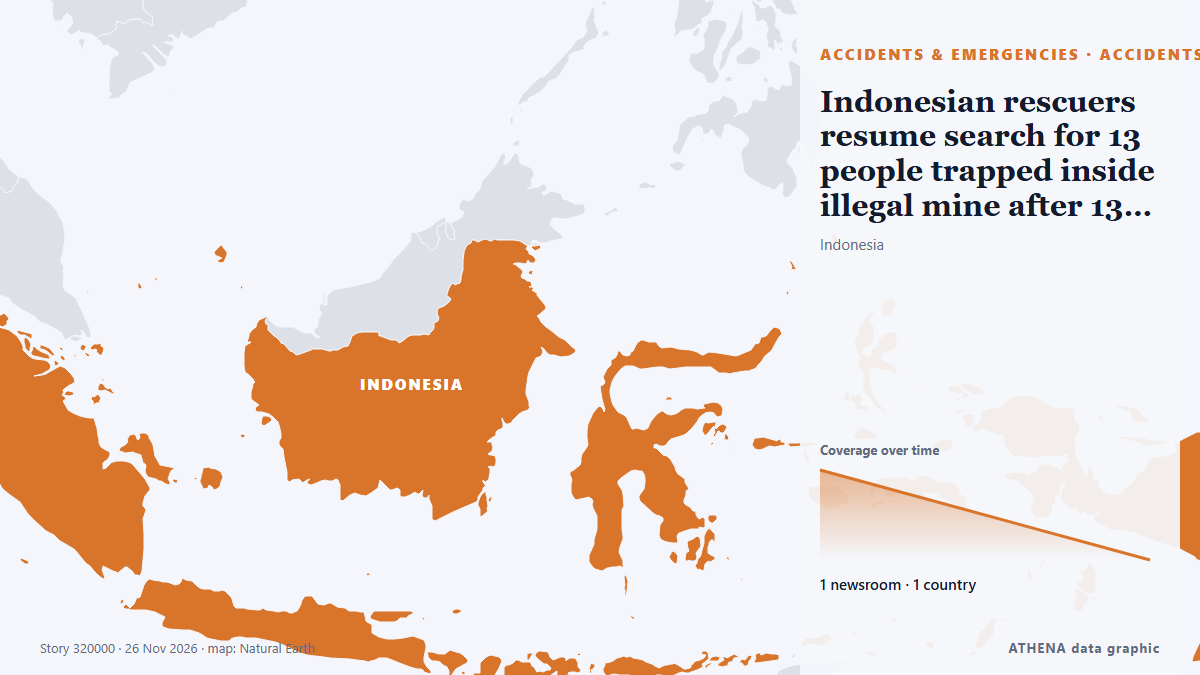 ACCIDENTS & EMERGENCIES · ACCIDENTS
Indonesian rescuers
resume search for 13
people trapped inside
illegal mine after 13…
Indonesia
INDONESIA
Coverage over time
1 newsroom · 1 country
Story 320000 · 26 Nov 2026 · map: Natural Earth
ATHENA data graphic